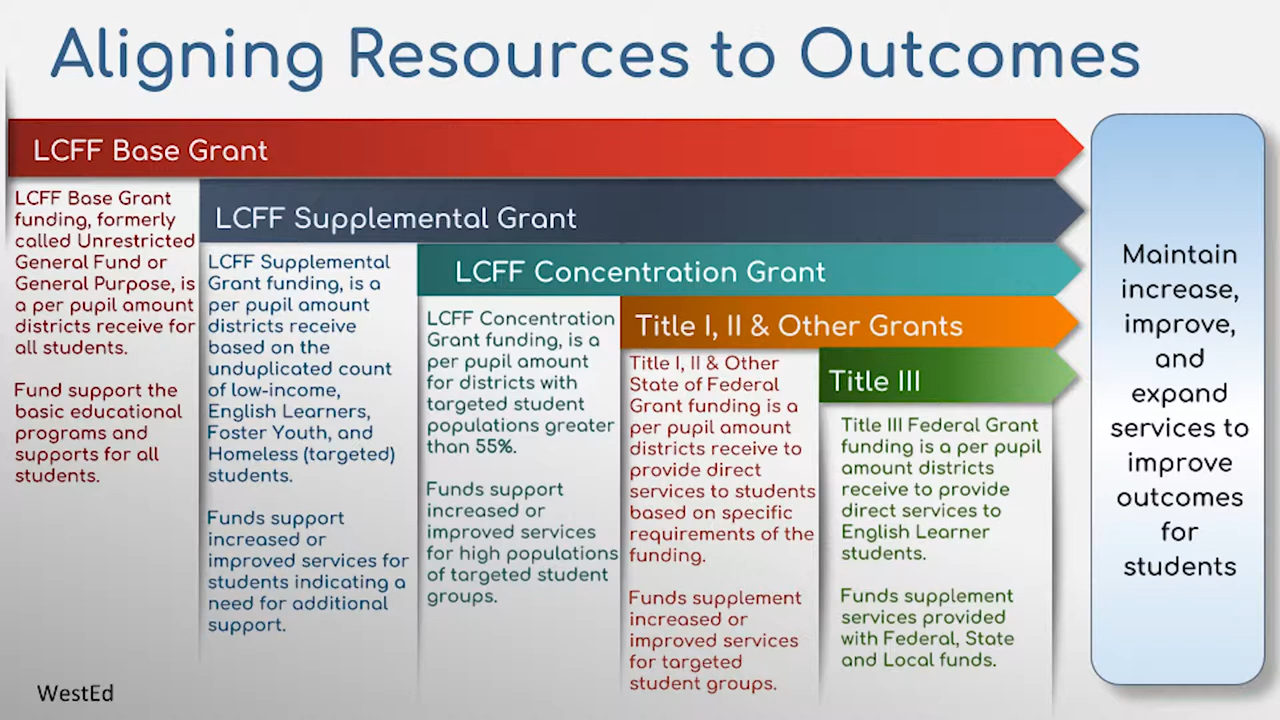 Aligning Resources to Outcomes
LCFF Base Grant
LCFF Base Grant
funding, formerly
called Unrestricted
General Fund or
General Purpose, is
a per pupil amount
districts receive for
all students.
Fund support the
basic educational
programs and
supports for all
students.
LCFF Supplemental Grant
LCFF Supplemental
Grant funding, is a
per pupil amount
districts receive
based on the
unduplicated count
of low-income,
English Learners,
Foster Youth, and
Homeless (targeted)
students.
Funds support
increased or
improved services for
students indicating a
need for additional
support.
LCFF Concentration Grant
LCFF Concentration
Grant funding, is a
per pupil amount
for districts with
targeted student
populations greater
than 55%.
Funds support
increased or
improved services
for high populations
of targeted student
groups.
Title I, II & Other Grants
Title I, II & Other
State of Federal
Grant funding is a
per pupil amount
districts receive to
provide direct
services to students
based on specific
requirements of the
funding.
Funds supplement
increased or
improved services
for targeted
student groups.
Title III
Title III Federal Grant
funding is a per pupil
amount districts
receive to provide
direct services to
English Learner
students.
Funds supplement
services provided
with Federal, State
and Local funds.
Maintain
increase,
improve,
and
expand
services to
improve
outcomes
for
students
WestEd